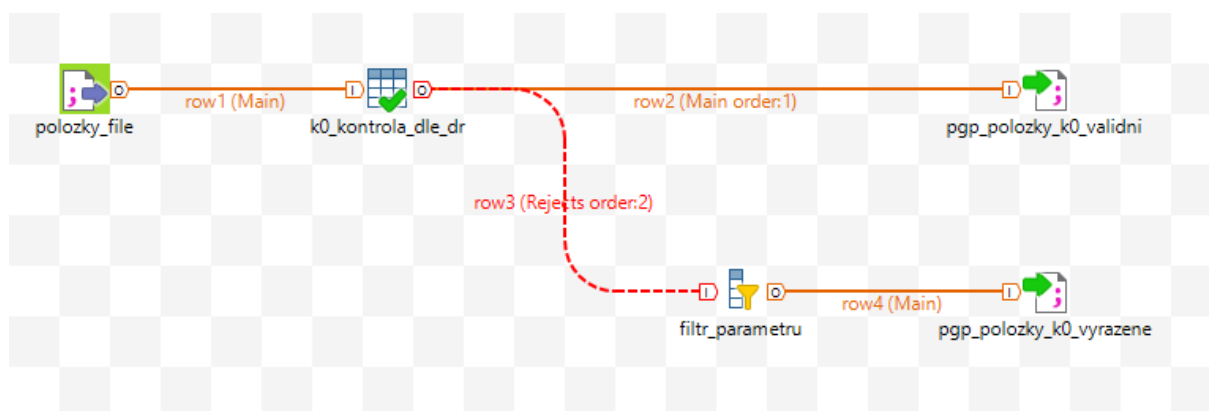 row1 (Main)
row2 (Main order:1)
polozky_file
k0_kontrola_dle_dr
pgp_polozky_k0_validni
row3 (Rejects order:2)
row4 (Main)
filtr_parametru
pgp_polozky_k0_vyrazene